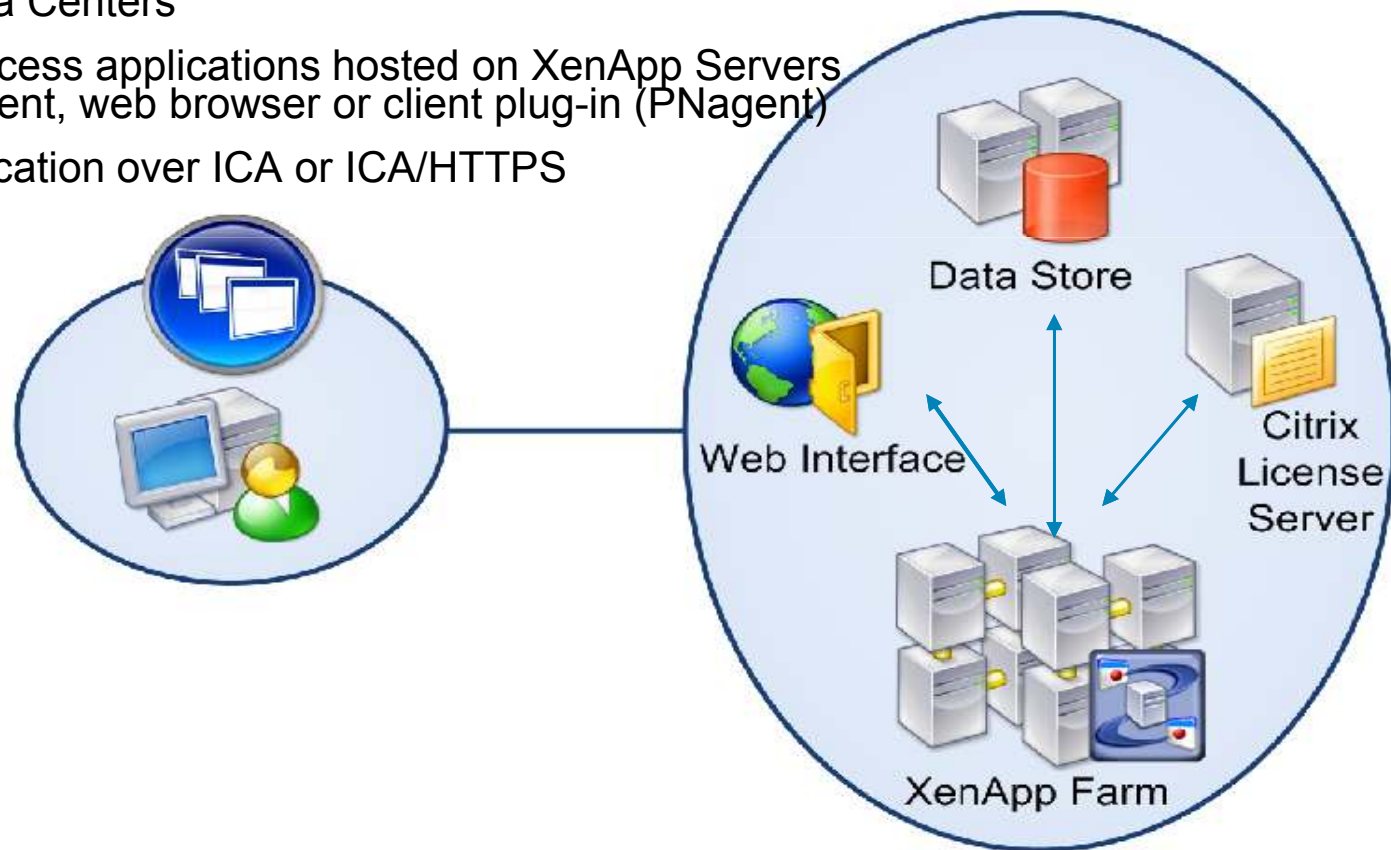 a Centers
cess applications hosted on XenApp Servers
ent, web browser or client plug-in (PNagent)
cation over ICA or ICA/HTTPS
Data Store
Web Interface
Citrix
License
Server
XenApp Farm